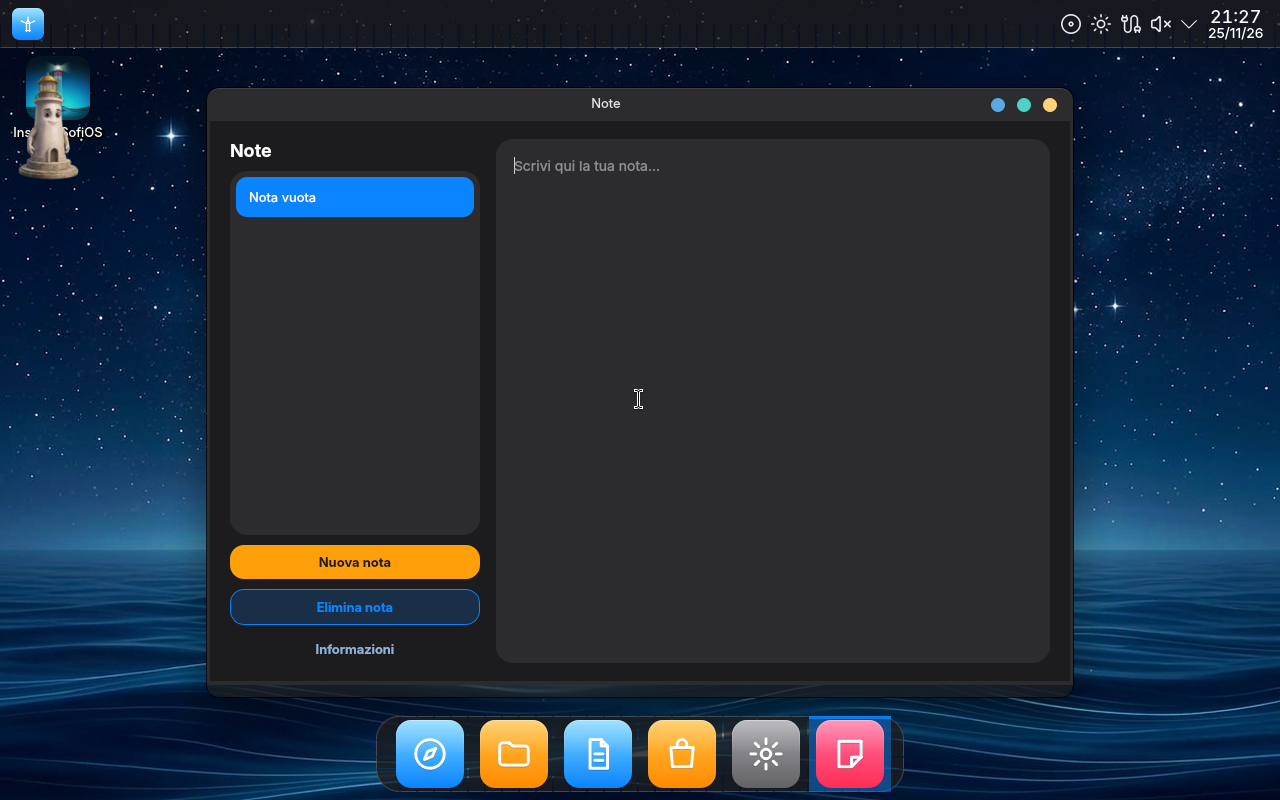 21:27
25/11/26
SofiOS
Note
Note
Nota vuota
Scrivi qui la tua nota...
Nuova nota
Elimina nota
Informazioni